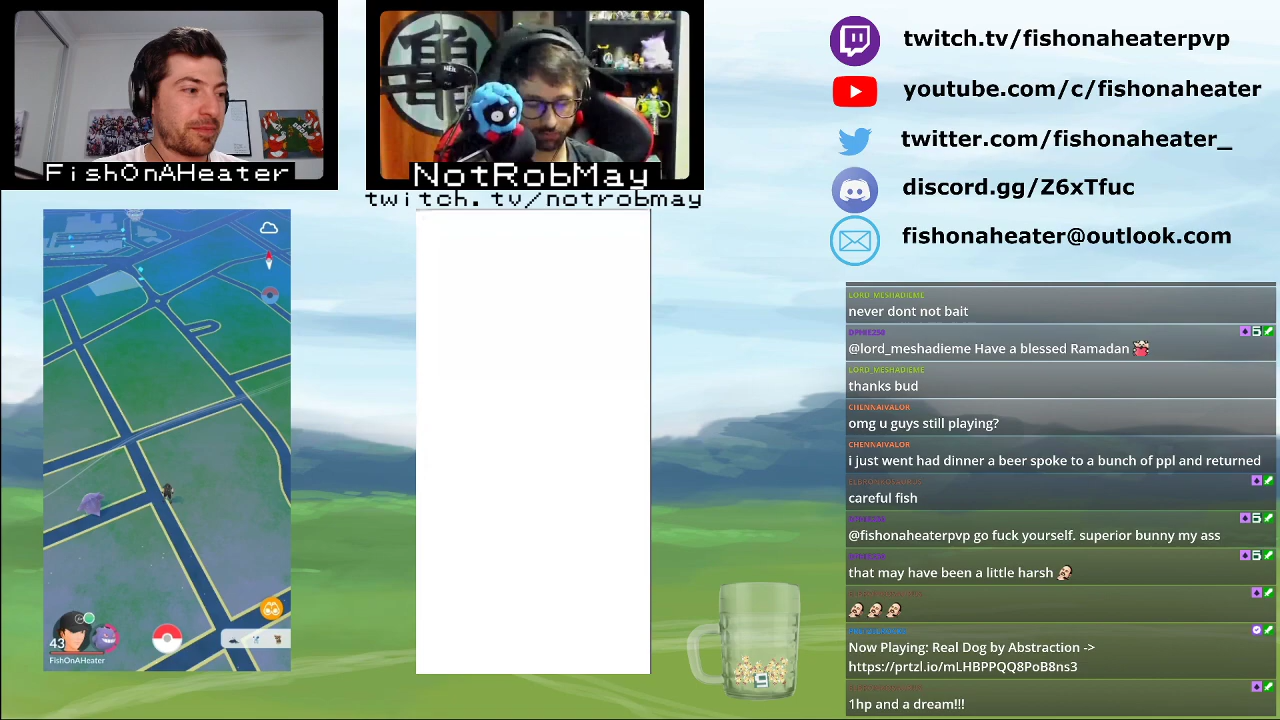 FishOnAHeater
NotRobMay
twitch.tv/notrobmay
twitch.tv/fishonaheaterpvp
youtube.com/c/fishonaheater
twitter.com/fishonaheater_
discord.gg/Z6xTfuc
fishonaheater@outlook.com
43
FishOnAHeater
LORD_MESHADIEME
never dont not bait
@lord_meshadieme Have a blessed Ramadan
LORD_MESHADIEME
thanks bud
CHENNAIVALOR
omg u guys still playing?
CHENNAIVALOR
i just went had dinner a beer spoke to a bunch of ppl and returned
careful fish
@fishonaheaterpvp go fuck yourself. superior bunny my ass
that may have been a little harsh
Now Playing: Real Dog by Abstraction ->
https://prtzl.io/mLHBPPQQ8PoB8ns3
1hp and a dream!!!